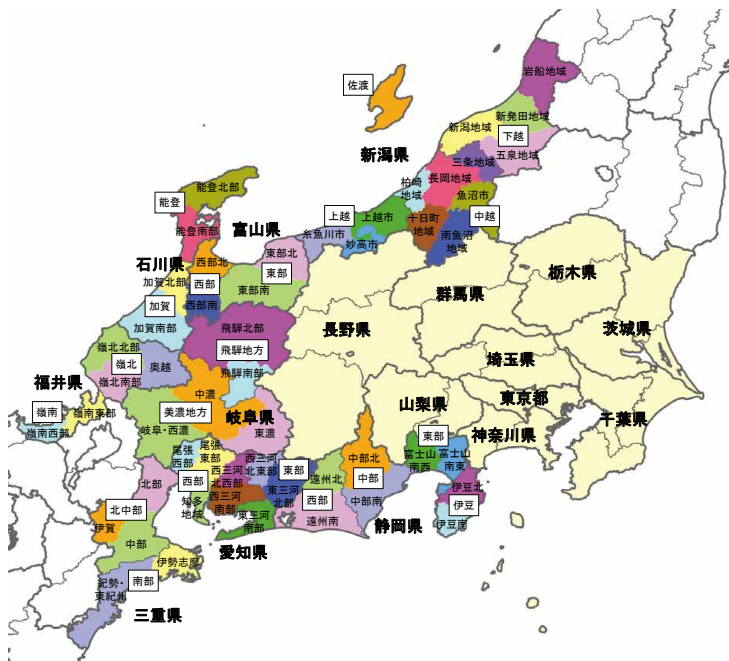 岩船地域
佐渡
新発田地域
新潟地域
下越
新潟県
五泉地域
三条地域
長岡地域
柏崎
地域
魚沼市
能登北部
能登
上越
上越市
十日町
地域
中越
能登南部
富山県
糸魚川市
妙高市
南魚沼
地域
東部北
石川県
西部北
加賀北部
西部
東部
東部南
栃木県
群馬県
加賀
西部南
加賀南部
飛騨北部
長野県
茨城県
嶺北北部
飛騨地方
嶺北
奥越
埼玉県
福井県
嶺北南部
飛騨南部
中濃
山梨県
東京都
嶺南
嶺南東部
美濃地方
岐阜県
千葉県
嶺南西部
岐阜・西濃
東濃
東部
神奈川県
尾張
西部
尾張
東部
西三河
北東部
中部北
富士山
南西
富士山
南東
北部
西部
西三河
北西部
東部
遠州北
中部
伊豆北
知多
地域
西三河
南部
東三河
北部
西部
中部南
伊豆
北中部
伊賀
東三河
南部
遠州南
静岡県
伊豆南
中部
愛知県
伊勢志摩
紀勢・
東紀州
南部
三重県